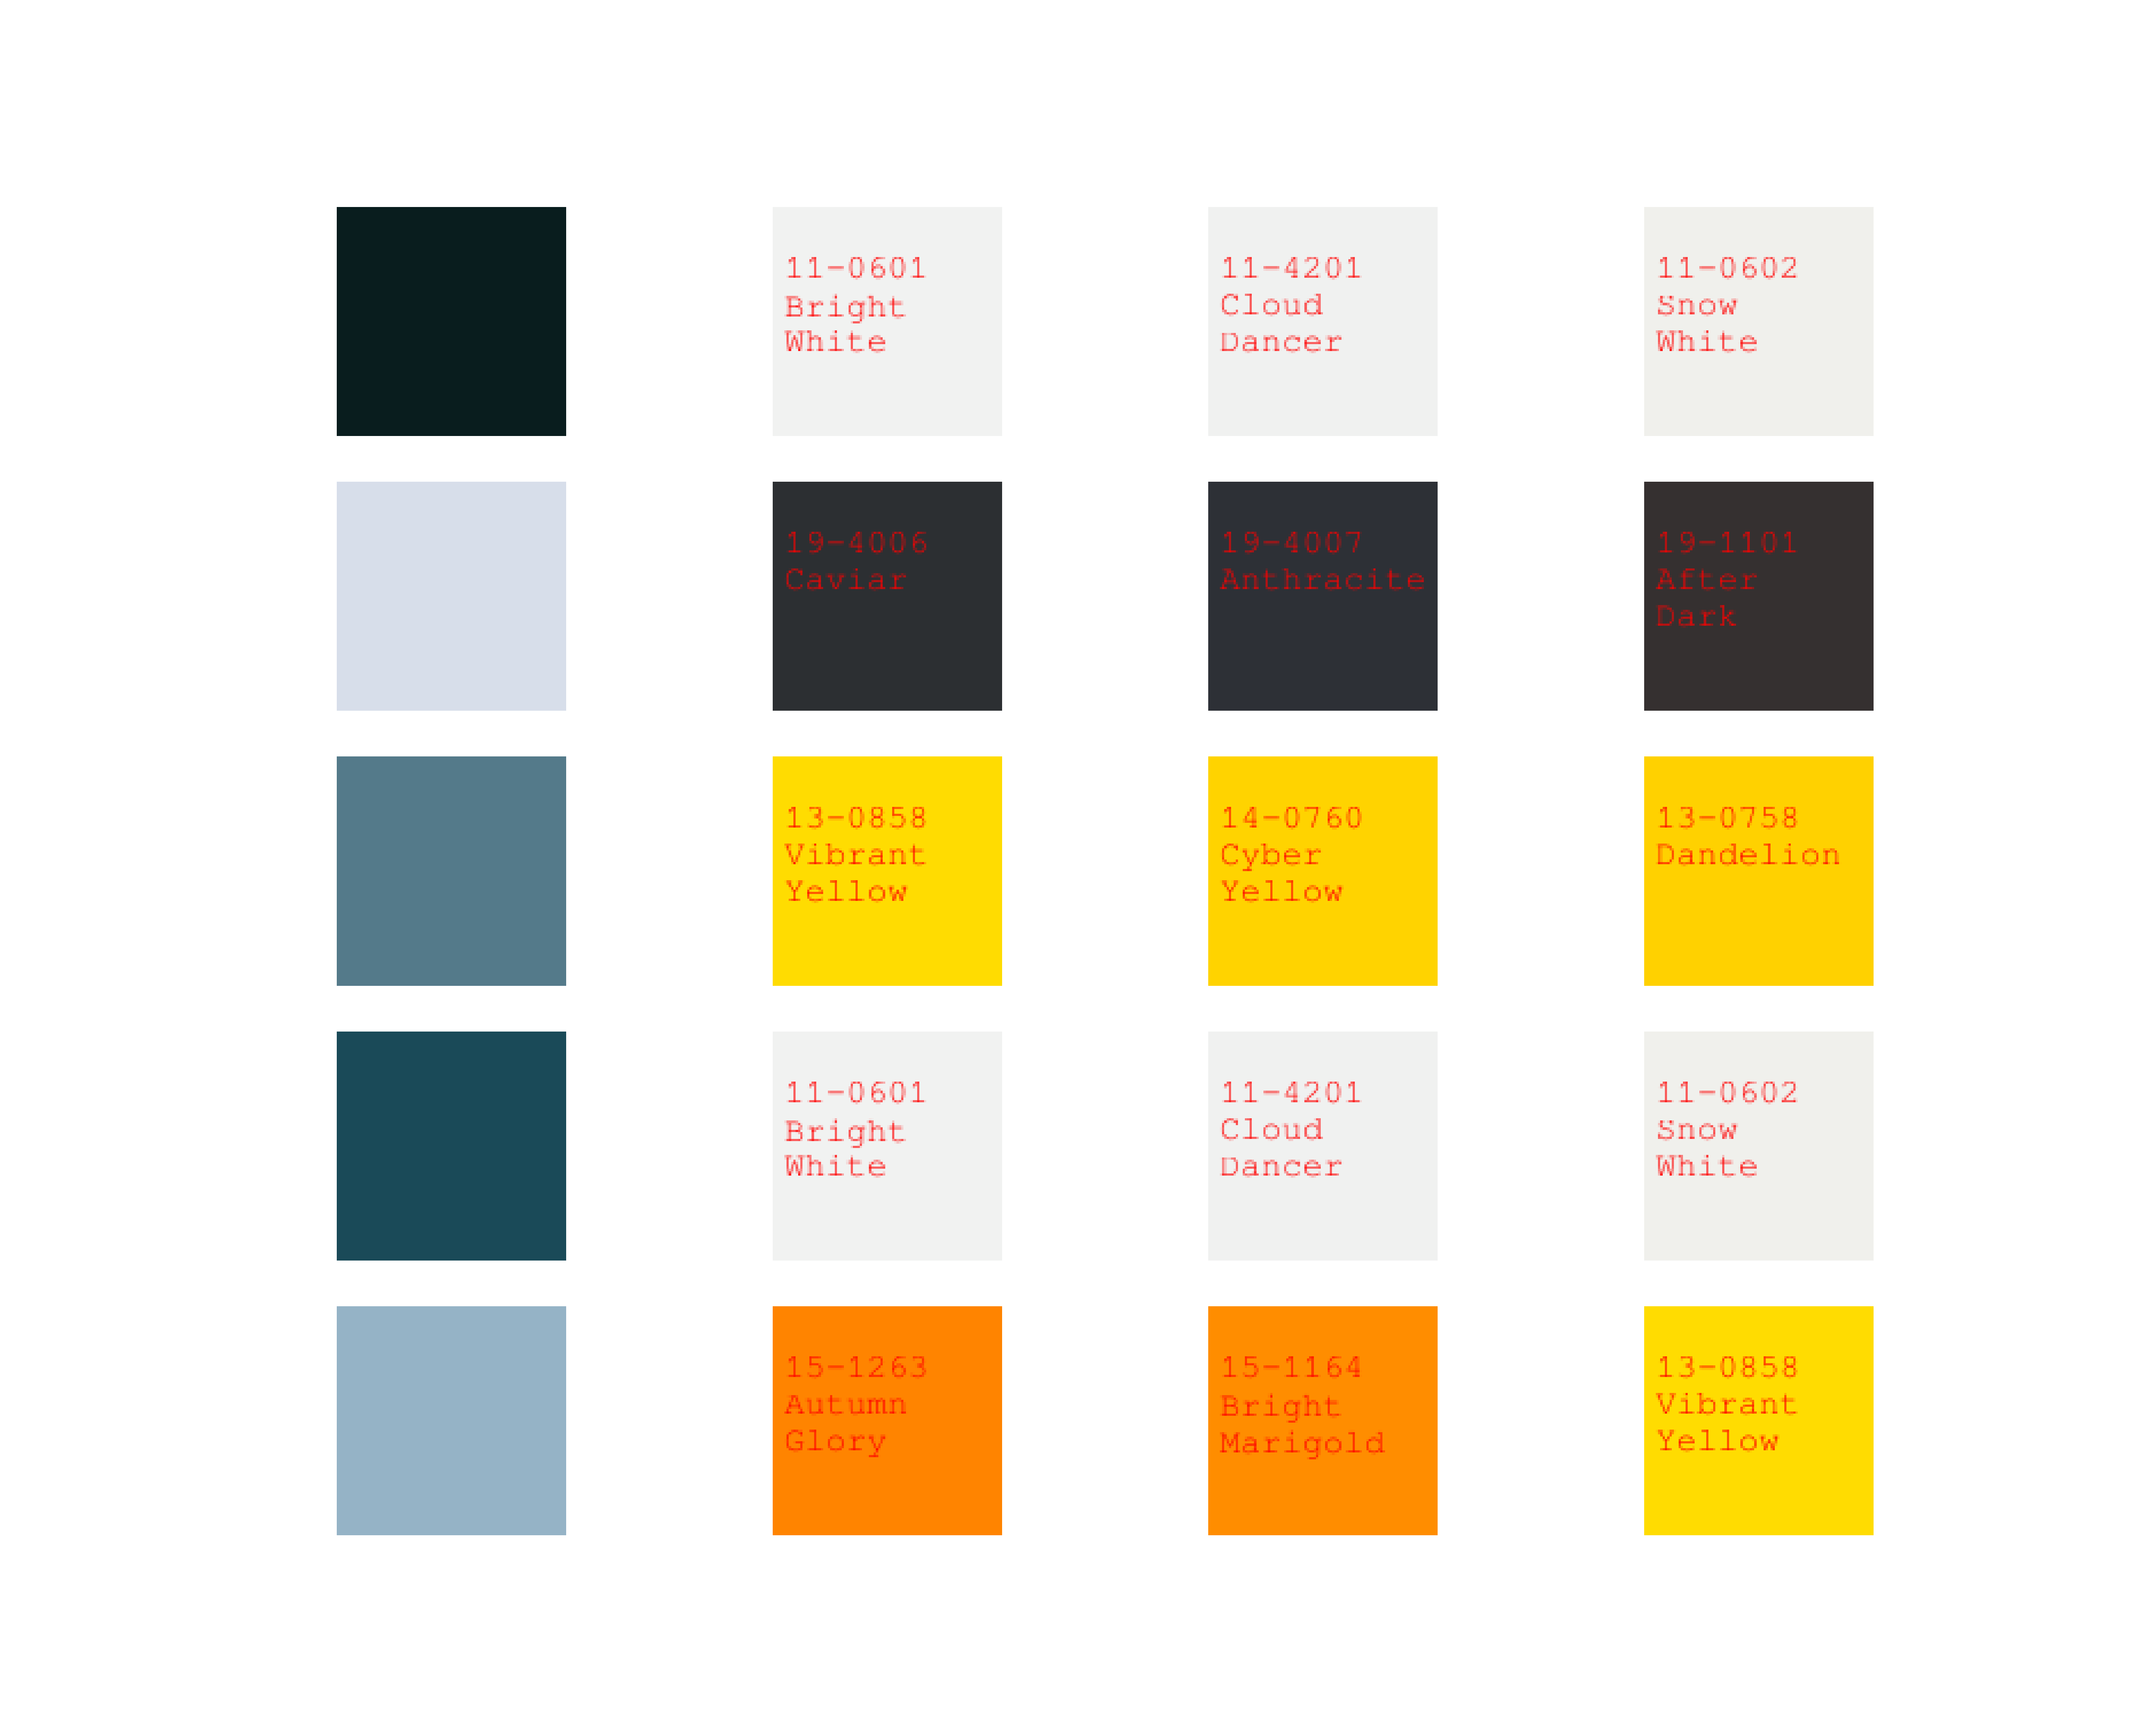 11-0601
Bright
White
11-4201
Cloud
Dancer
11-0602
Snow
White
19-4006
Caviar
19-4007
Anthracite
19-1101
After
Dark
13-0858
Vibrant
Yellow
14-0760
Cyber
Yellow
13-0758
Dandelion
11-0601
Bright
White
11-4201
Cloud
Dancer
11-0602
Snow
White
15-1263
Autumn
Glory
15-1164
Bright
Marigold
13-0858
Vibrant
Yellow